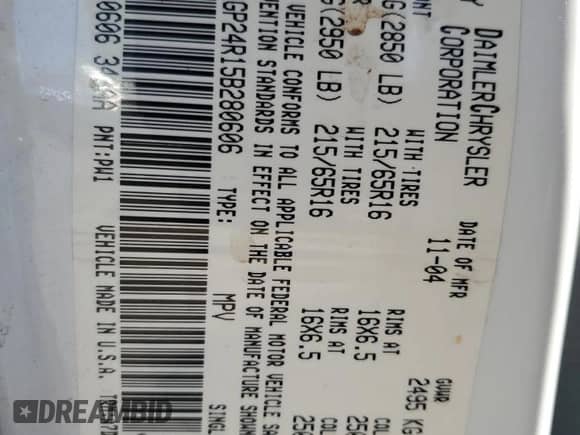 DAIMLERCHRYSLER
CORPORATION
DATE OF MFR
11-04
GVWR
2495 KG
G(2850 LB)
WITH TIRES
215/65R16
RIMS AT
16X6.5
G(2950 LB)
WITH TIRES
215/65R16
RIMS AT
16X6.5
VEHICLE CONFORMS TO ALL APPLICABLE FEDERAL MOTOR VEHICLE
STANDARDS IN EFFECT ON THE DATE OF MANUFACTURE SHOWN
GP24R15B280606
TYPE:
MPV
PNT:PW1
VEHICLE MADE IN U.S.A.
DREAMBID